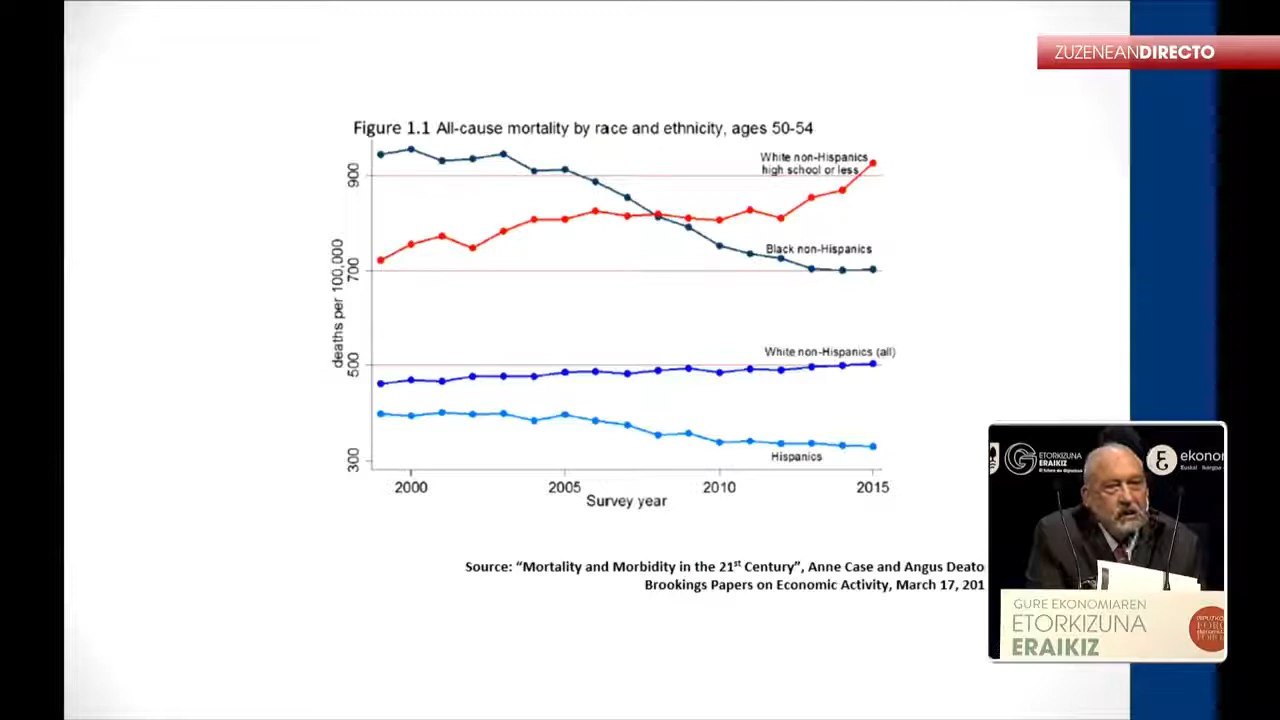 ZUZENEANDIRECTO
Figure 1.1 All-cause mortality by race and ethnicity, ages 50-54
White non-Hispanics
high school or less
Black non-Hispanics
White non-Hispanics (all)
Hispanics
deaths per 100,000
900
700
500
300
2000 2005 2010 2015
Survey year
Source: “Mortality and Morbidity in the 21st Century”, Anne Case and Angus Deato
Brookings Papers on Economic Activity, March 17, 201
ETORKIZUNA
ERAIKIZ
ekonor
GURE EKONOMIAREN
ETORKIZUNA
ERAIKIZ